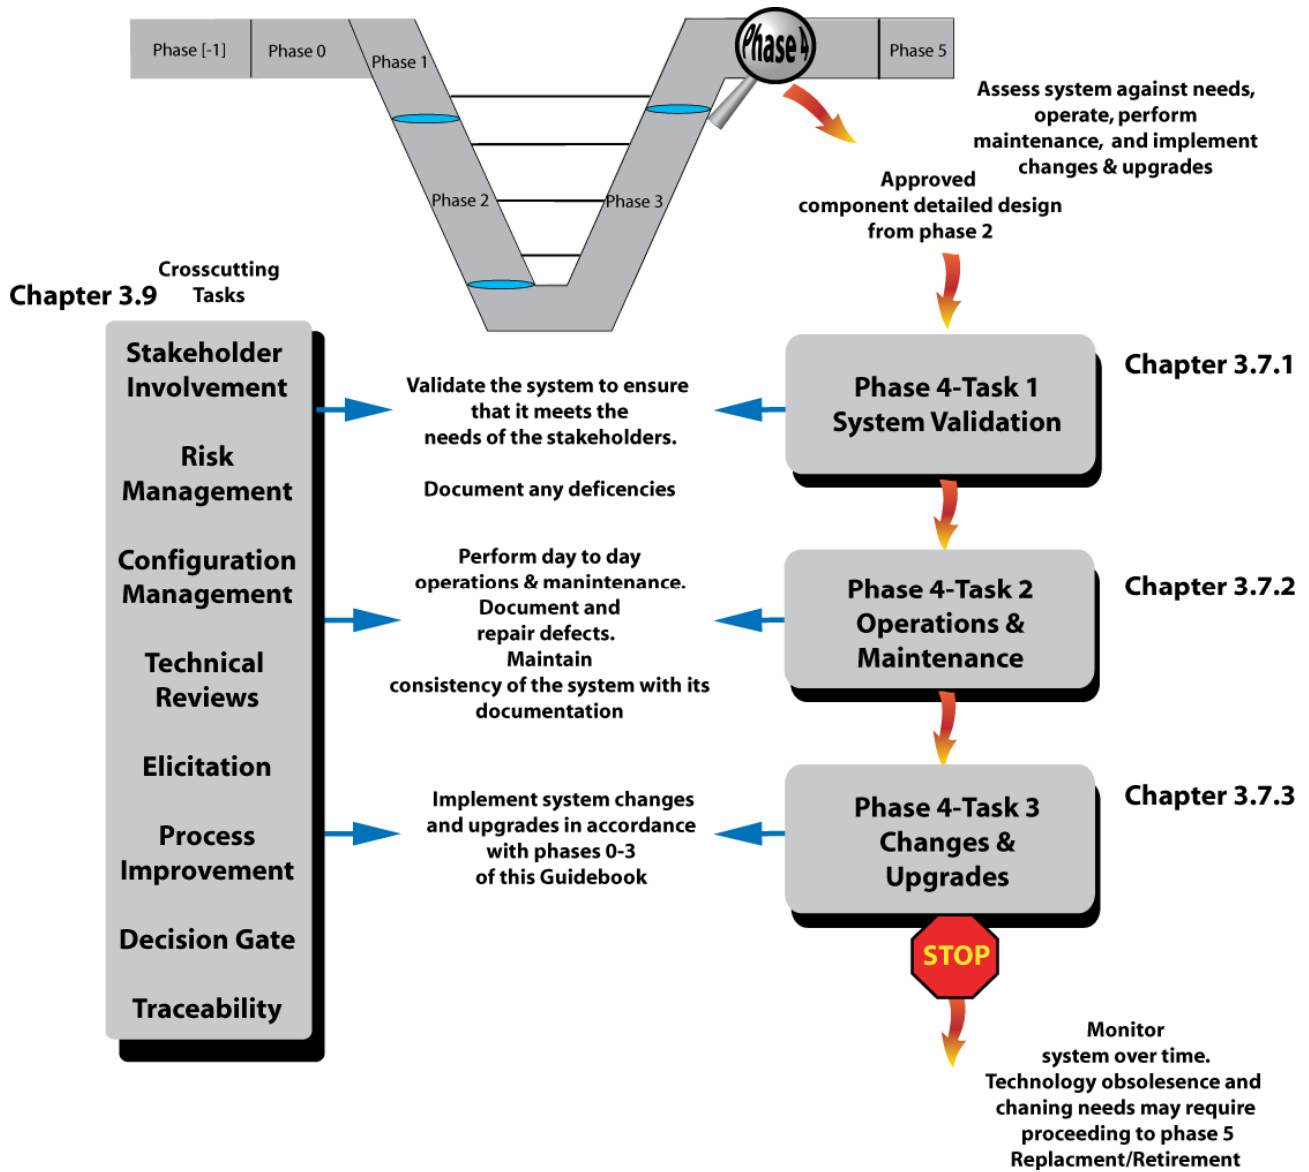 Phase [-1]
Phase 0
Phase 1
Phase 4
Phase 5
Phase 2
Phase 3
Assess system against needs,
operate, perform
maintenance, and implement
changes & upgrades
Approved
component detailed design
from phase 2
Crosscutting
Tasks
Chapter 3.9
Stakeholder
Involvement
Risk
Management
Configuration
Management
Technical
Reviews
Elicitation
Process
Improvement
Decision Gate
Traceability
Validate the system to ensure
that it meets the
needs of the stakeholders.
Document any deficencies
Perform day to day
operations & manintenance.
Document and
repair defects.
Maintain
consistency of the system with its
documentation
Implement system changes
and upgrades in accordance
with phases 0-3
of this Guidebook
Phase 4-Task 1
System Validation
Chapter 3.7.1
Phase 4-Task 2
Operations &
Maintenance
Chapter 3.7.2
Phase 4-Task 3
Changes &
Upgrades
Chapter 3.7.3
STOP
Monitor
system over time.
Technology obsolesence and
chaning needs may require
proceeding to phase 5
Replacment/Retirement